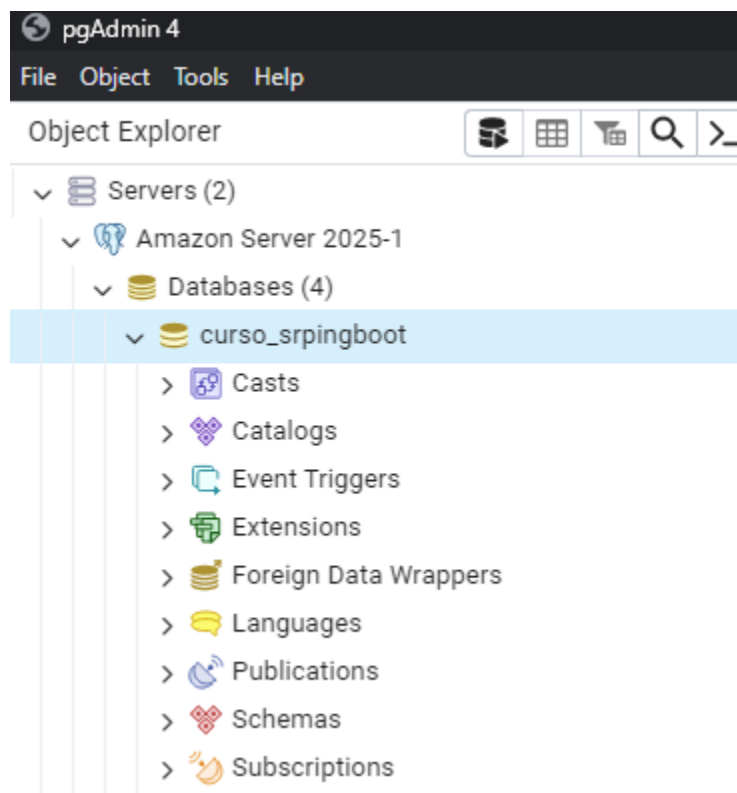 pgAdmin 4
File Object Tools Help
Object Explorer
Servers (2)
Amazon Server 2025-1
Databases (4)
curso_srpingboot
Casts
Catalogs
Event Triggers
Extensions
Foreign Data Wrappers
Languages
Publications
Schemas
Subscriptions